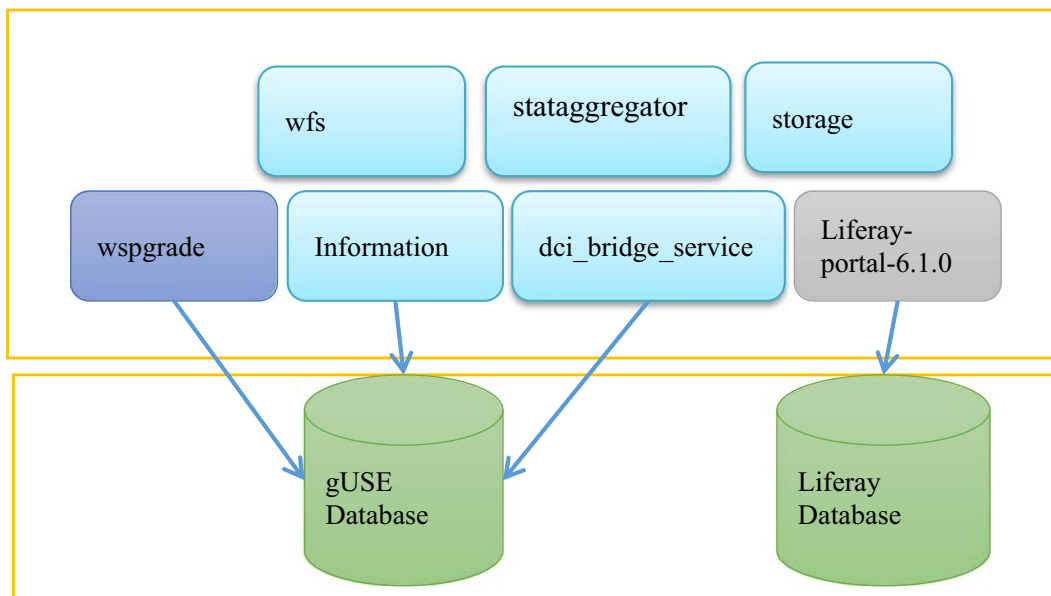 wfs
stataggregator
storage
wspgrade
Information
dci_bridge_service
Liferay-
portal-6.1.0
gUSE
Database
Liferay
Database